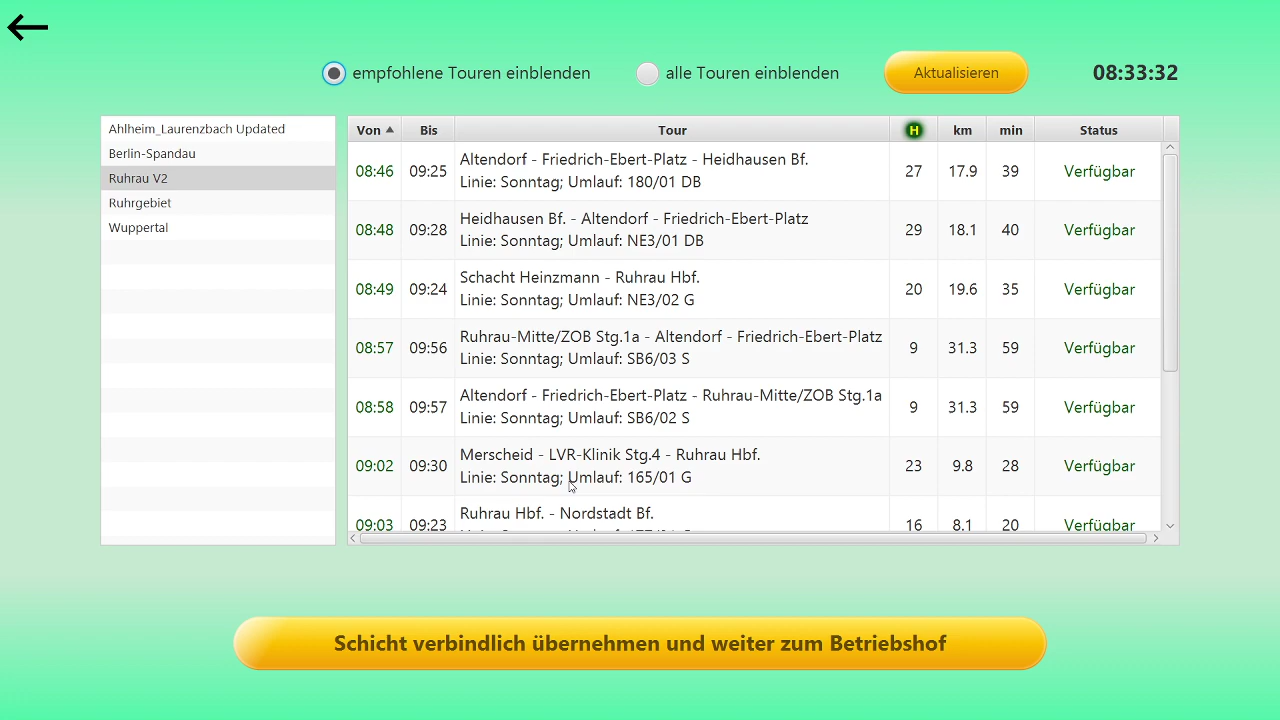 empfohlene Touren einblenden
alle Touren einblenden
Aktualisieren
08:33:32
Ahlheim_Laurenzbach Updated
Berlin-Spandau
Ruhrau V2
Ruhrgebiet
Wuppertal
Von Bis Tour H km min Status
08:46 09:25 Altendorf - Friedrich-Ebert-Platz - Heidhausen Bf. 27 17.9 39 Verfügbar
Linie: Sonntag; Umlauf: 180/01 DB
08:48 09:28 Heidhausen Bf. - Altendorf - Friedrich-Ebert-Platz 29 18.1 40 Verfügbar
Linie: Sonntag; Umlauf: NE3/01 DB
08:49 09:24 Schacht Heinzmann - Ruhrau Hbf. 20 19.6 35 Verfügbar
Linie: Sonntag; Umlauf: NE3/02 G
08:57 09:56 Ruhrau-Mitte/ZOB Stg.1a - Altendorf - Friedrich-Ebert-Platz 9 31.3 59 Verfügbar
Linie: Sonntag; Umlauf: SB6/03 S
08:58 09:57 Altendorf - Friedrich-Ebert-Platz - Ruhrau-Mitte/ZOB Stg.1a 9 31.3 59 Verfügbar
Linie: Sonntag; Umlauf: SB6/02 S
09:02 09:30 Merscheid - LVR-Klinik Stg.4 - Ruhrau Hbf. 23 9.8 28 Verfügbar
Linie: Sonntag; Umlauf: 165/01 G
09:03 09:23 Ruhrau Hbf. - Nordstadt Bf. 16 8.1 20 Verfügbar
Schicht verbindlich übernehmen und weiter zum Betriebshof